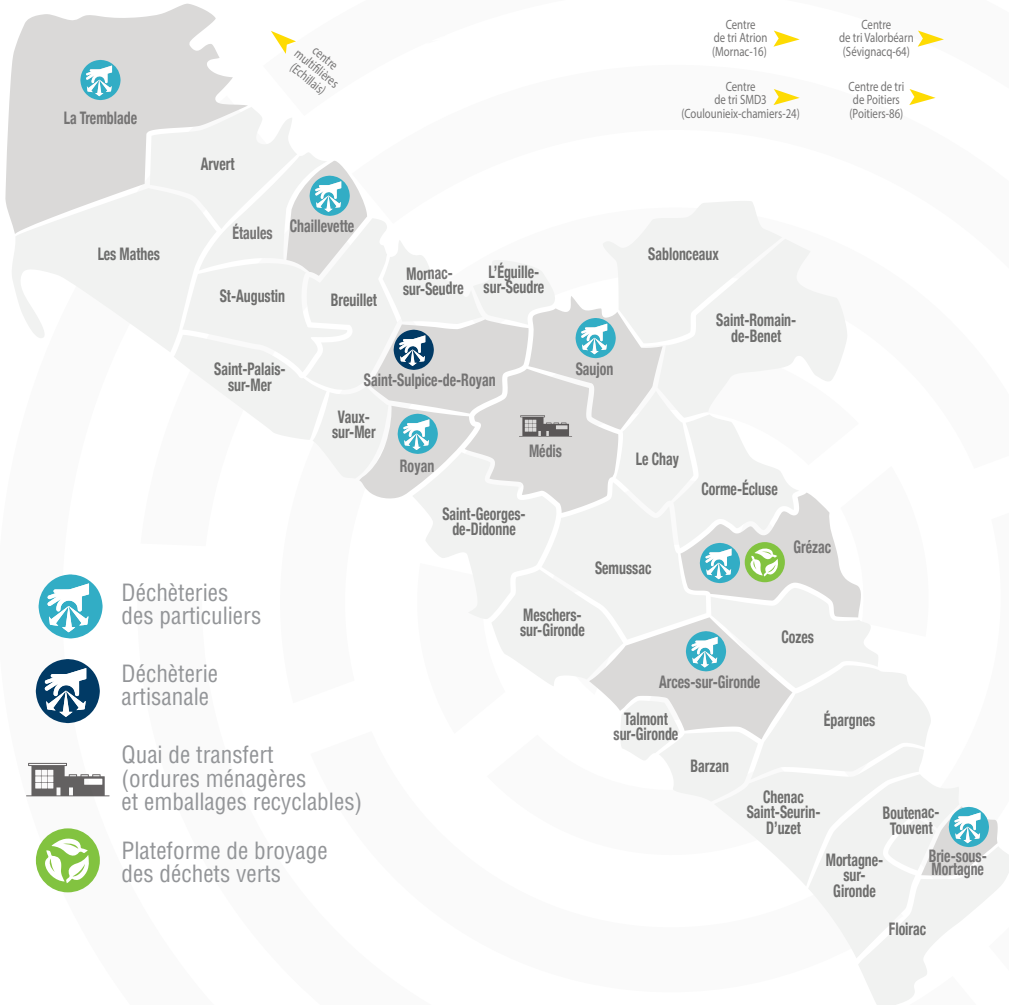 Centre
de tri Atrion
(Mornac-16)
Centre
de tri Valorbéarn
(Sévignacq-64)
centre
multifilières
(Echillais)
Centre
de tri SMD3
(Coulounieix-chamiers-24)
Centre de tri
de Poitiers
(Poitiers-86)
La Tremblade
Arvert
Chaillevette
Étaules
Les Mathes
Sablonceaux
Mornac-
sur-Seudre
L'Éguille-
sur-Seudre
St-Augustin
Breuillet
Saint-Romain-
de-Benet
Saint-Palais-
sur-Mer
Saint-Sulpice-de-Royan
Saujon
Vaux-
sur-Mer
Royan
Médis
Le Chay
Corme-Écluse
Saint-Georges-
de-Didonne
Grézac
Semussac
Meschers-
sur-Gironde
Cozes
Arces-sur-Gironde
Talmont
sur-Gironde
Épargnes
Barzan
Chenac
Saint-Seurin-
D'uzet
Boutenac-
Touvent
Brie-sous-
Mortagne
Mortagne-
sur-
Gironde
Floirac
Déchèteries
des particuliers
Déchèterie
artisanale
Quai de transfert
(ordures ménagères
et emballages recyclables)
Plateforme de broyage
des déchets verts